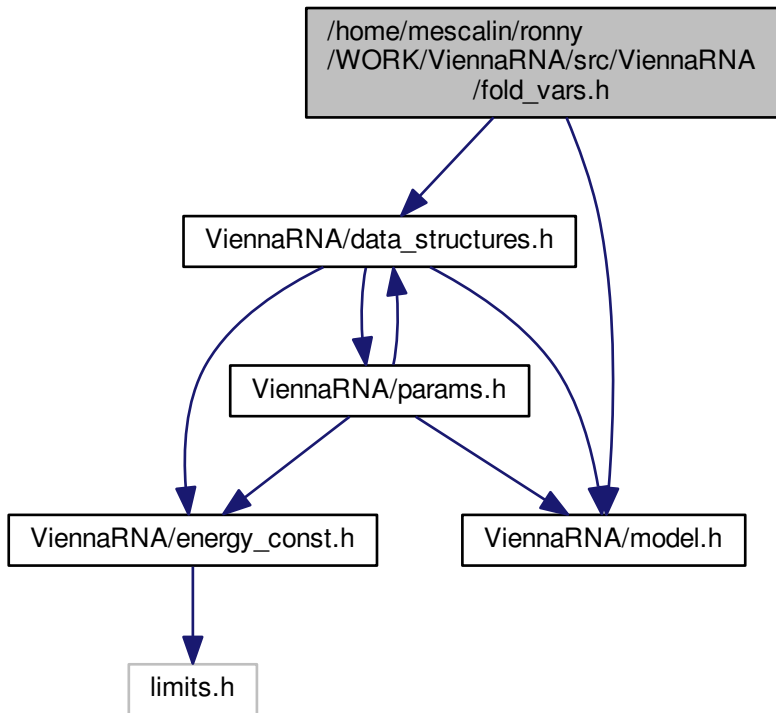 /home/mescalin/ronny
/WORK/ViennaRNA/src/ViennaRNA
/fold_vars.h
ViennaRNA/data_structures.h
ViennaRNA/params.h
ViennaRNA/energy_const.h
ViennaRNA/model.h
limits.h